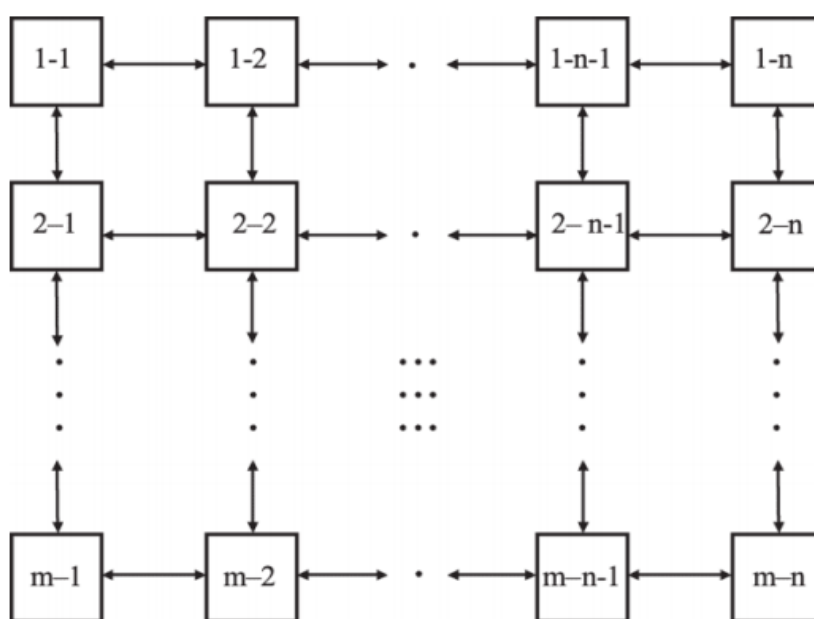 1-1 1-2 1-n-1 1-n
2–1 2–2 2–n-1 2–n
m–1 m–2 m–n-1 m–n